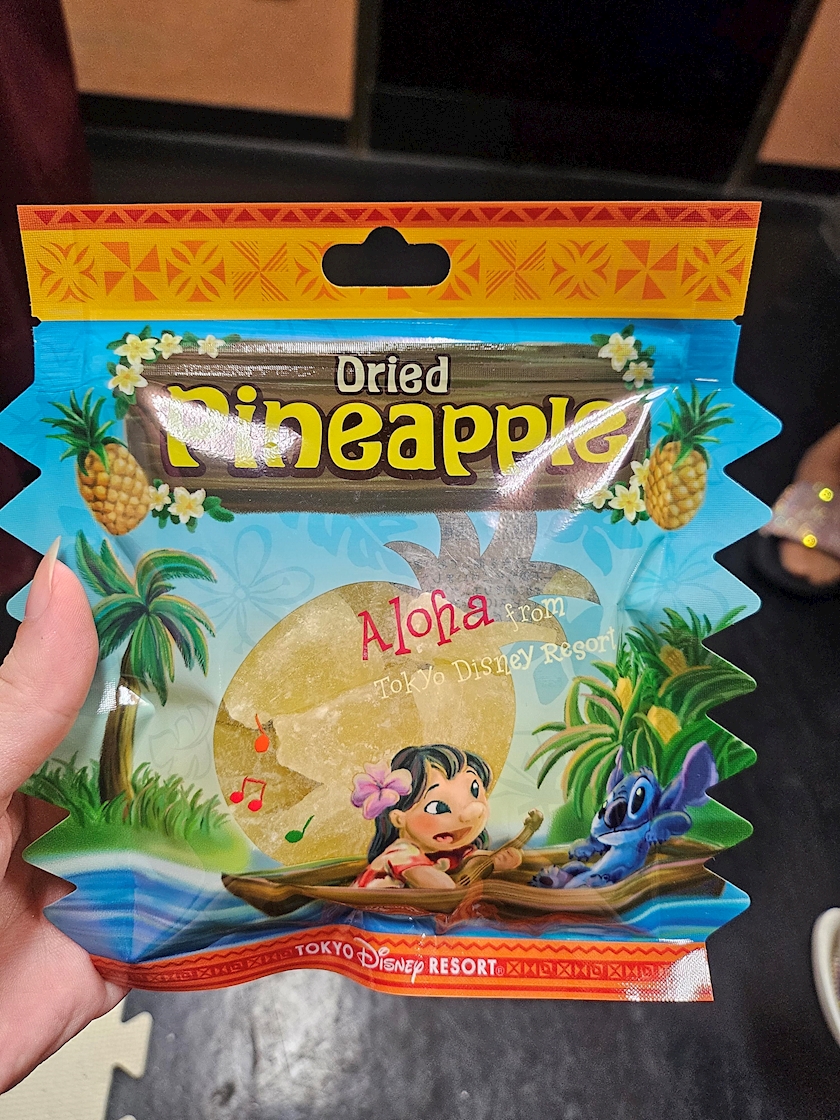 Dried
Pineapple
Aloha from
Tokyo Disney Resort
TOKYO Disney RESORT®